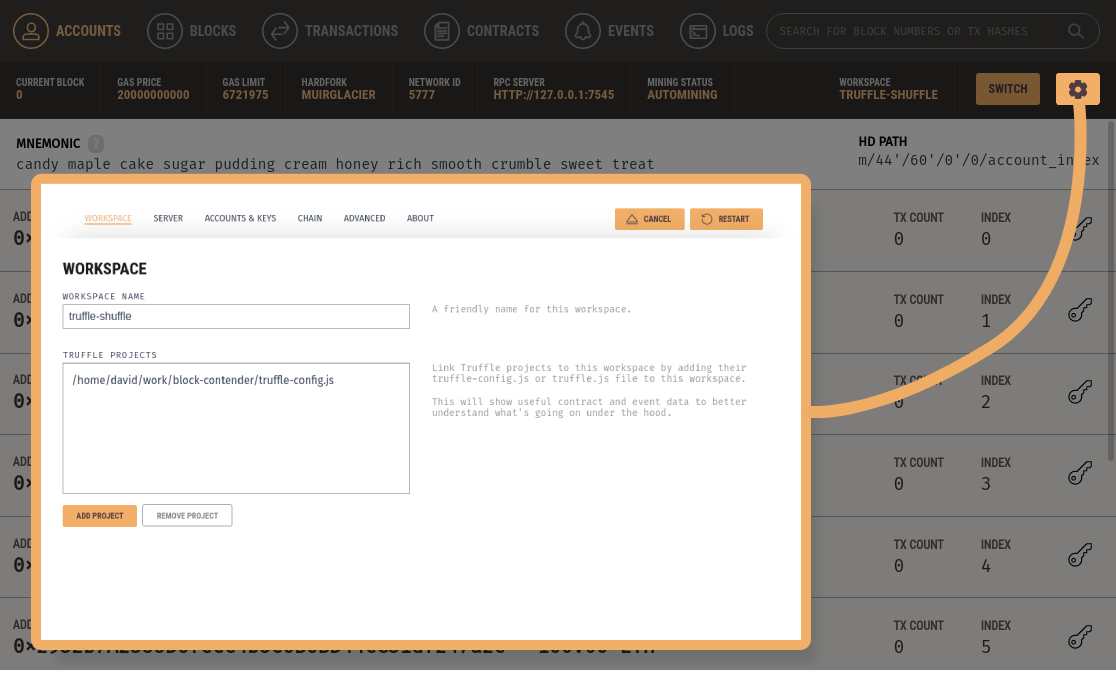 ACCOUNTS BLOCKS TRANSACTIONS CONTRACTS EVENTS LOGS SEARCH FOR BLOCK NUMBERS OR TX HASHES
CURRENT BLOCK GAS PRICE GAS LIMIT HARDFORK NETWORK ID RPC SERVER MINING STATUS WORKSPACE
0 20000000000 6721975 MUIRGLACIER 5777 HTTP://127.0.0.1:7545 AUTOMINING TRUFFLE-SHUFFLE SWITCH
MNEMONIC ? HD PATH
candy maple cake sugar pudding cream honey rich smooth crumble sweet treat m/44'/60'/0'/0/account_index
WORKSPACE SERVER ACCOUNTS & KEYS CHAIN ADVANCED ABOUT CANCEL RESTART
WORKSPACE
WORKSPACE NAME
truffle-shuffle
A friendly name for this workspace.
TRUFFLE PROJECTS
/home/david/work/block-contender/truffle-config.js
Link Truffle projects to this workspace by adding their
truffle-config.js or truffle.js file to this workspace.
This will show useful contract and event data to better
understand what's going on under the hood.
ADD PROJECT REMOVE PROJECT
TX COUNT INDEX
0 0
TX COUNT INDEX
0 1
TX COUNT INDEX
0 2
TX COUNT INDEX
0 3
TX COUNT INDEX
0 4
TX COUNT INDEX
0 5